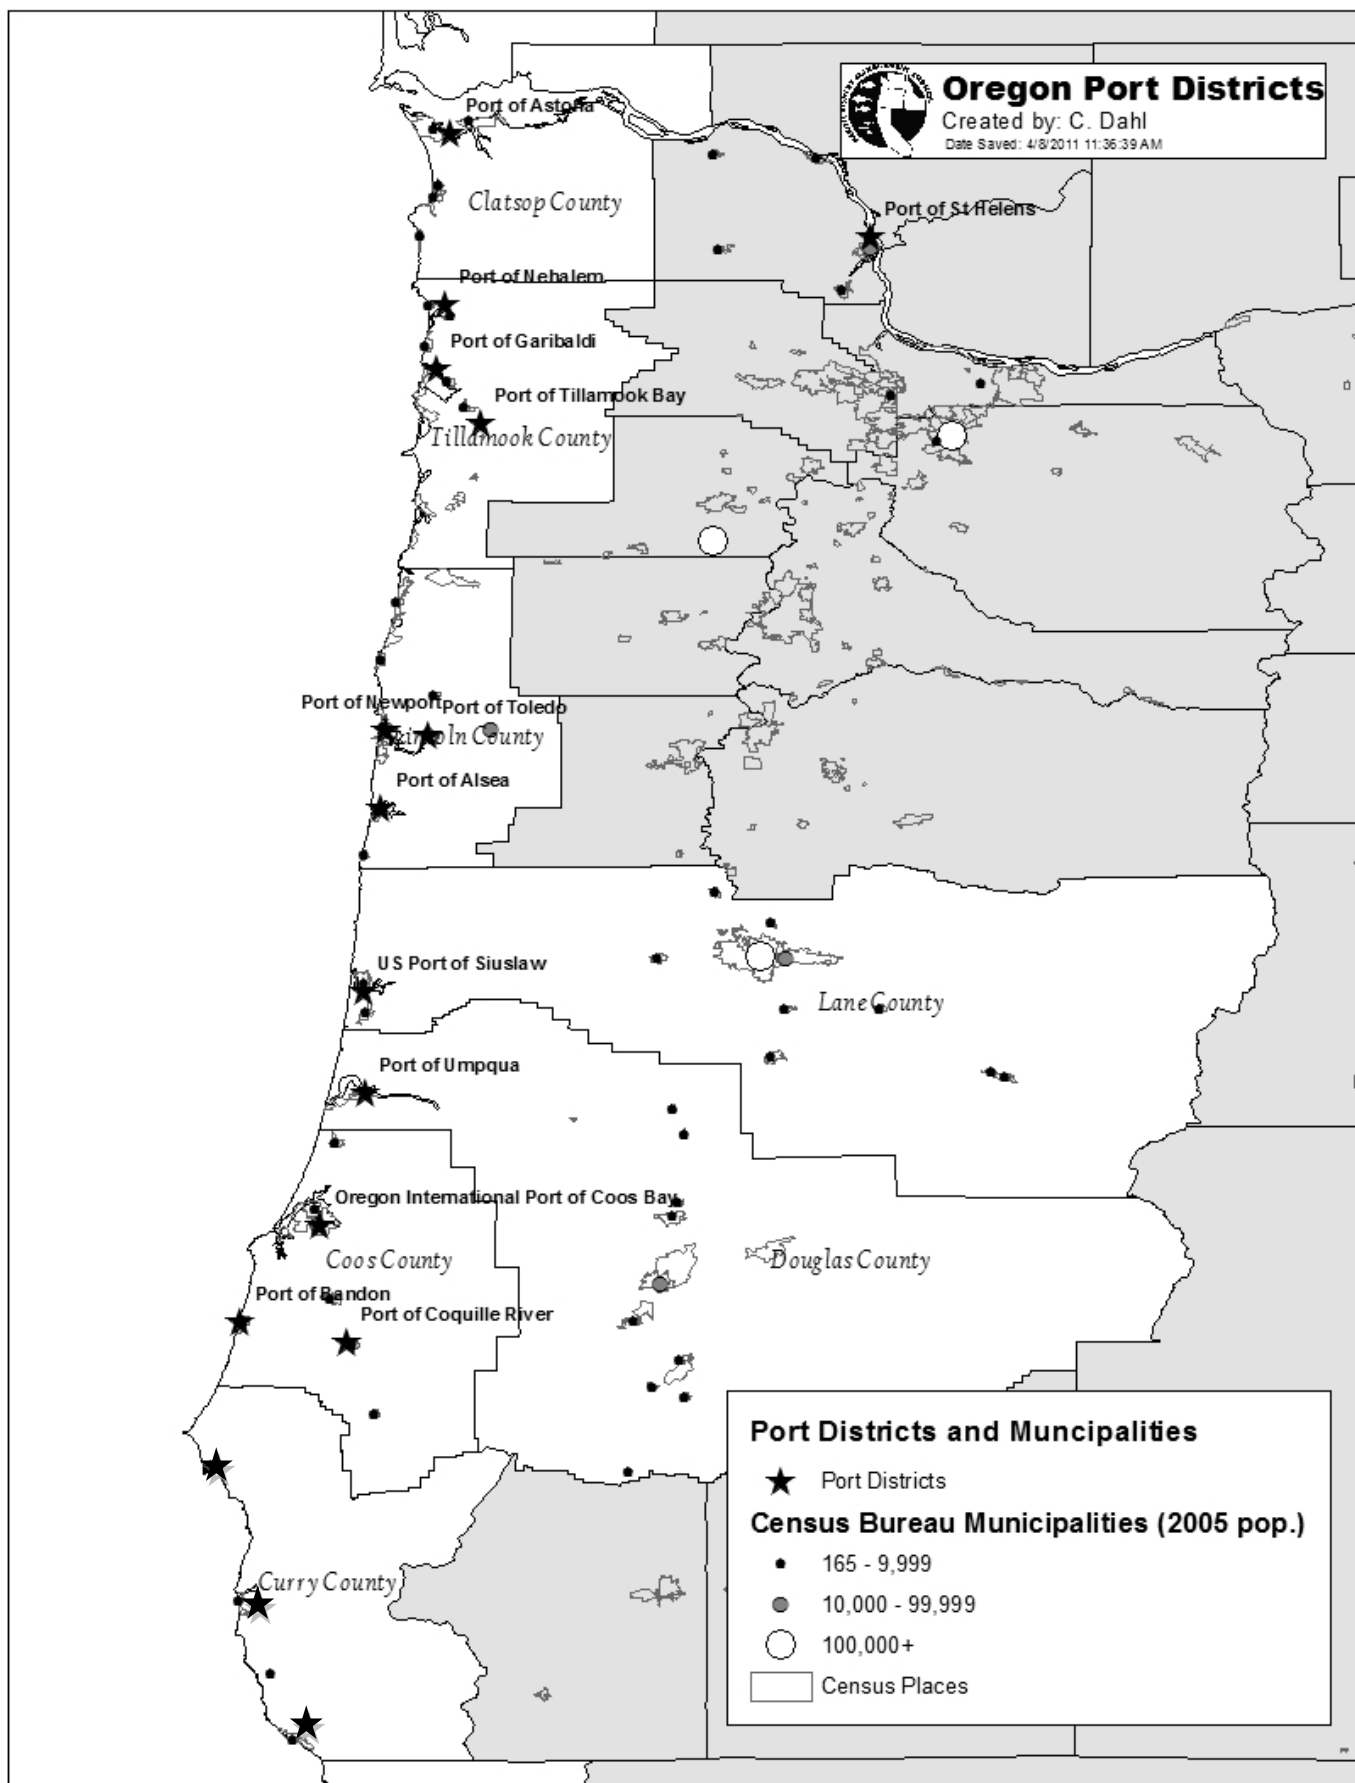 Oregon Port Districts
Created by: C. Dahl
Date Saved: 4/8/2011 11:36:39 AM
Port of Astoria
Clatsop County
Port of St Helens
Port of Nehalem
Port of Garibaldi
Port of Tillamook Bay
Tillamook County
Port of Newport
Port of Toledo
Lincoln County
Port of Alsea
US Port of Siuslaw
Lane County
Port of Umpqua
Oregon International Port of Coos Bay
Coos County
Douglas County
Port of Bandon
Port of Coquille River
Curry County
Port Districts and Muncipalities
Port Districts
Census Bureau Municipalities (2005 pop.)
165 - 9,999
10,000 - 99,999
100,000+
Census Places